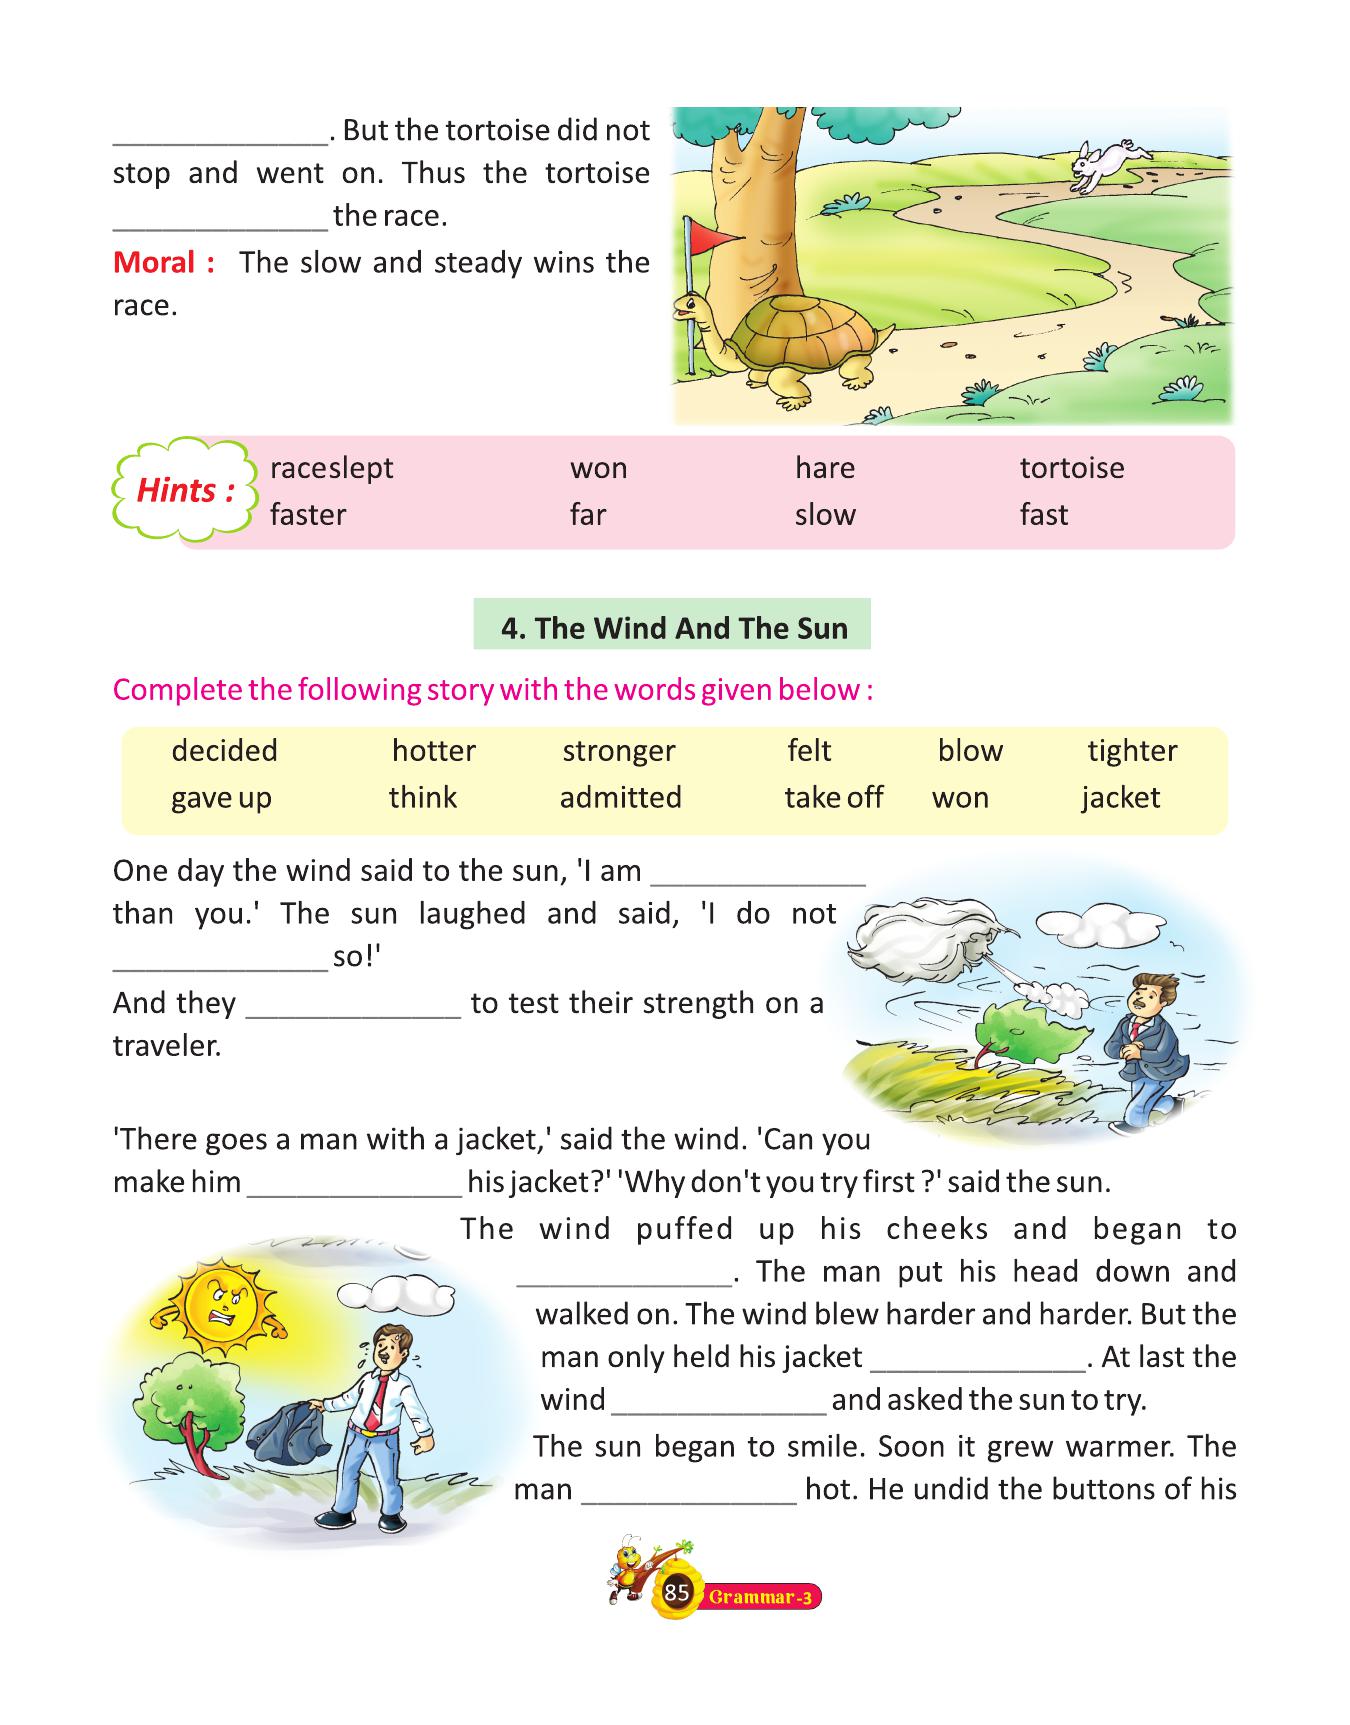 _____________. But the tortoise did not
stop and went on. Thus the tortoise
_____________ the race.
Moral : The slow and steady wins the
race.
Hints :
raceslept won hare tortoise
faster far slow fast
4. The Wind And The Sun
Complete the following story with the words given below :
decided hotter stronger felt blow tighter
gave up think admitted take off won jacket
One day the wind said to the sun, 'I am _____________
than you.' The sun laughed and said, 'I do not
_____________ so!'
And they _____________ to test their strength on a
traveler.
'There goes a man with a jacket,' said the wind. 'Can you
make him _____________ his jacket?' 'Why don't you try first ?' said the sun.
The wind puffed up his cheeks and began to
_____________. The man put his head down and
walked on. The wind blew harder and harder. But the
man only held his jacket _____________. At last the
wind _____________ and asked the sun to try.
The sun began to smile. Soon it grew warmer. The
man _____________ hot. He undid the buttons of his
85 Grammar-3